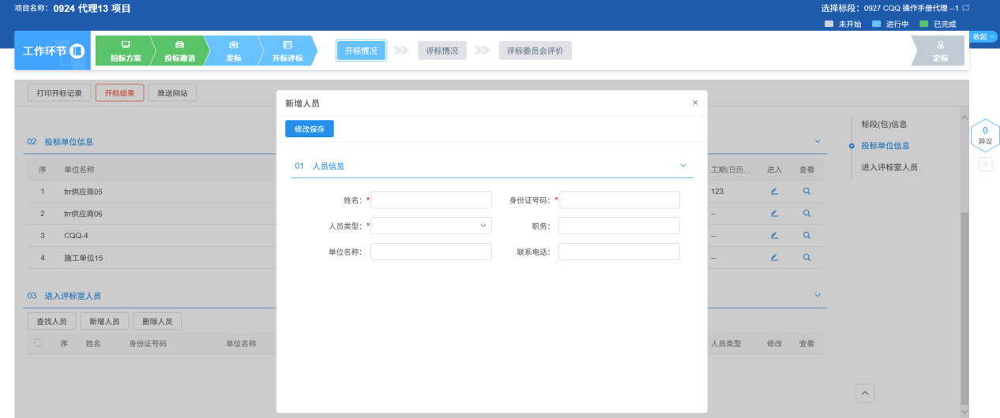 项目名称: 0924 代理13 项目
选择标段: 0927 CQQ 操作手册代理 --1
未开始 进行中 已完成
收起
工作环节
招标方案 投标邀请 发标 开标评标
开标情况 评标情况 评标委员会评价
定标
打印开标记录 开标结束 推送网站
新增人员 ×
修改保存
01 人员信息
姓名: *
身份证号码: *
人员类型: *
职务:
单位名称:
联系电话:
02 投标单位信息
序 单位名称 工期(日历... 进入 查看
1 frr供应商05 123
2 frr供应商06 --
3 CQQ-4 --
4 施工单位15 --
03 进入评标室人员
查找人员 新增人员 删除人员
序 姓名 身份证号码 单位名称 人员类型 修改 查看
标段(包)信息
投标单位信息
进入评标室人员
0
异议